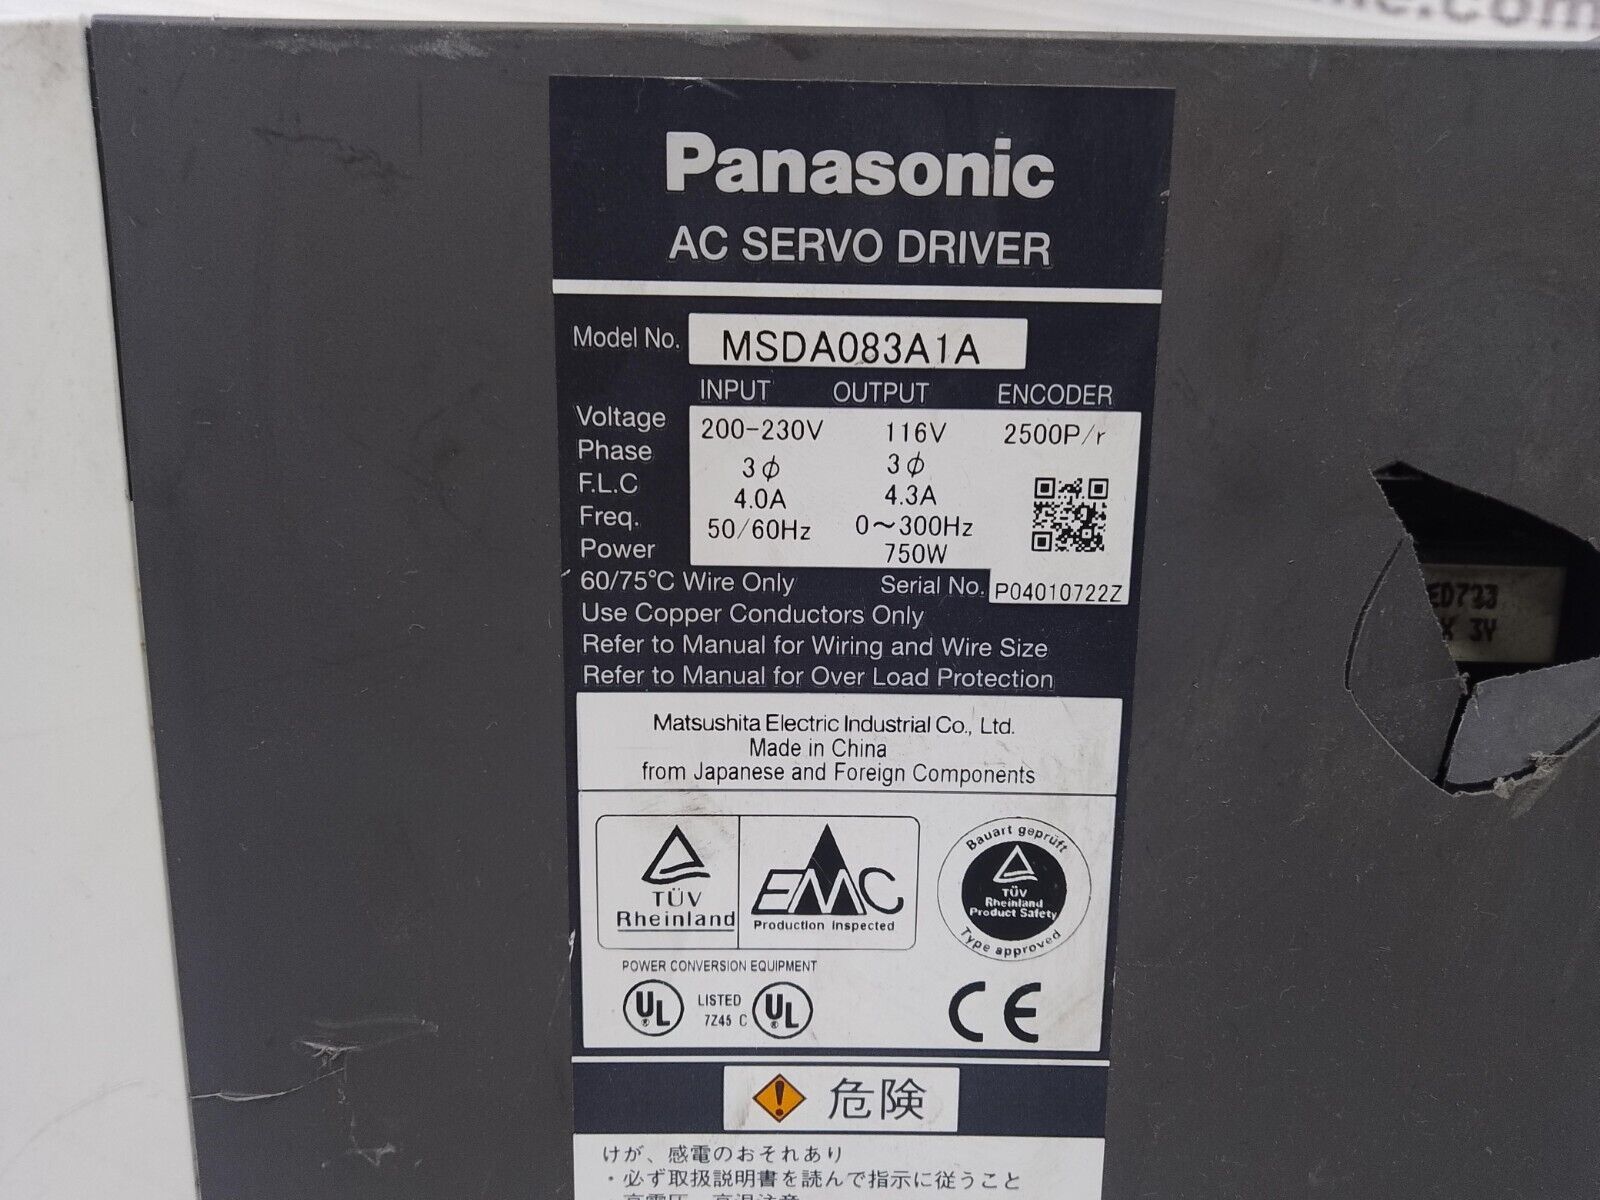 Panasonic
AC SERVO DRIVER
Model No. MSDA083A1A
INPUT OUTPUT ENCODER
Voltage 200-230V 116V 2500P/r
Phase 3φ 3φ
F.L.C 4.0A 4.3A
Freq. 50/60Hz 0～300Hz
Power 750W
60/75°C Wire Only Serial No. P04010722Z
Use Copper Conductors Only
Refer to Manual for Wiring and Wire Size
Refer to Manual for Over Load Protection
Matsushita Electric Industrial Co., Ltd.
Made in China
from Japanese and Foreign Components
TÜV
Rheinland
EMC
Production Inspected
Bauart geprüft
TÜV
Rheinland
Product Safety
Type approved
POWER CONVERSION EQUIPMENT
UL LISTED UL
7Z45 C
CE
危険
けが、感電のおそれあり
・必ず取扱説明書を読んで指示に従うこと
ED733
3Y